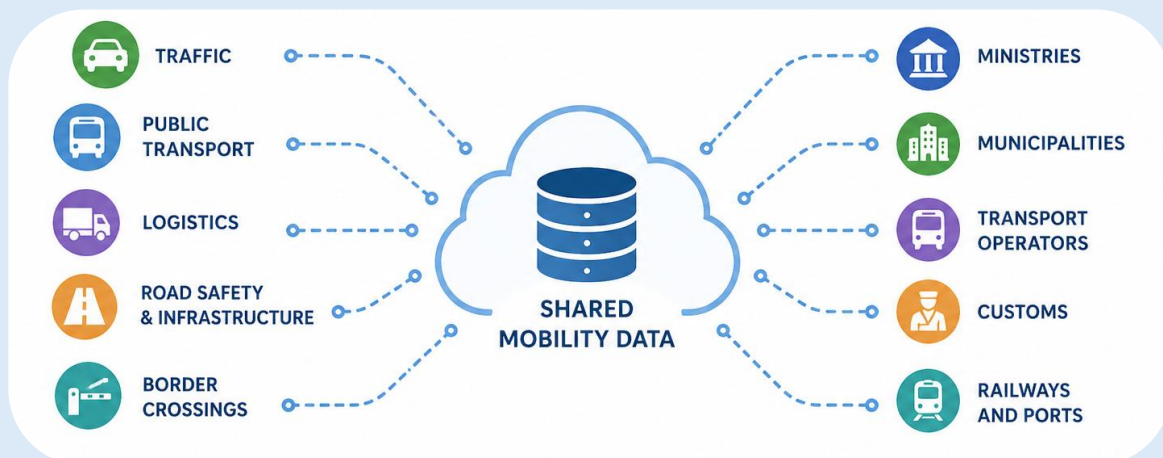 TRAFFIC
PUBLIC
TRANSPORT
LOGISTICS
ROAD SAFETY
& INFRASTRUCTURE
BORDER
CROSSINGS
SHARED
MOBILITY DATA
MINISTRIES
MUNICIPALITIES
TRANSPORT
OPERATORS
CUSTOMS
RAILWAYS
AND PORTS